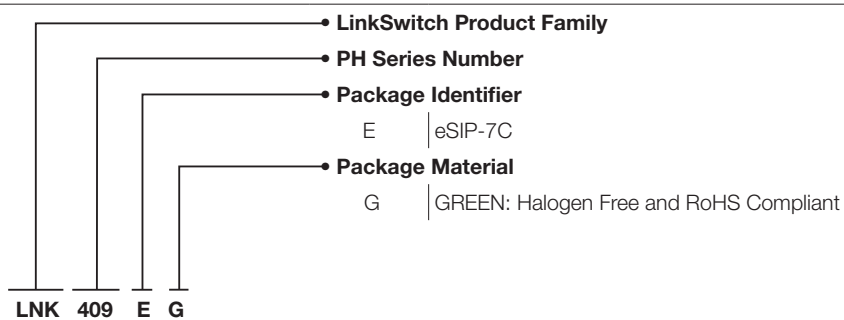 LinkSwitch Product Family
PH Series Number
Package Identifier
E eSIP-7C
Package Material
G GREEN: Halogen Free and RoHS Compliant
LNK 409 E G